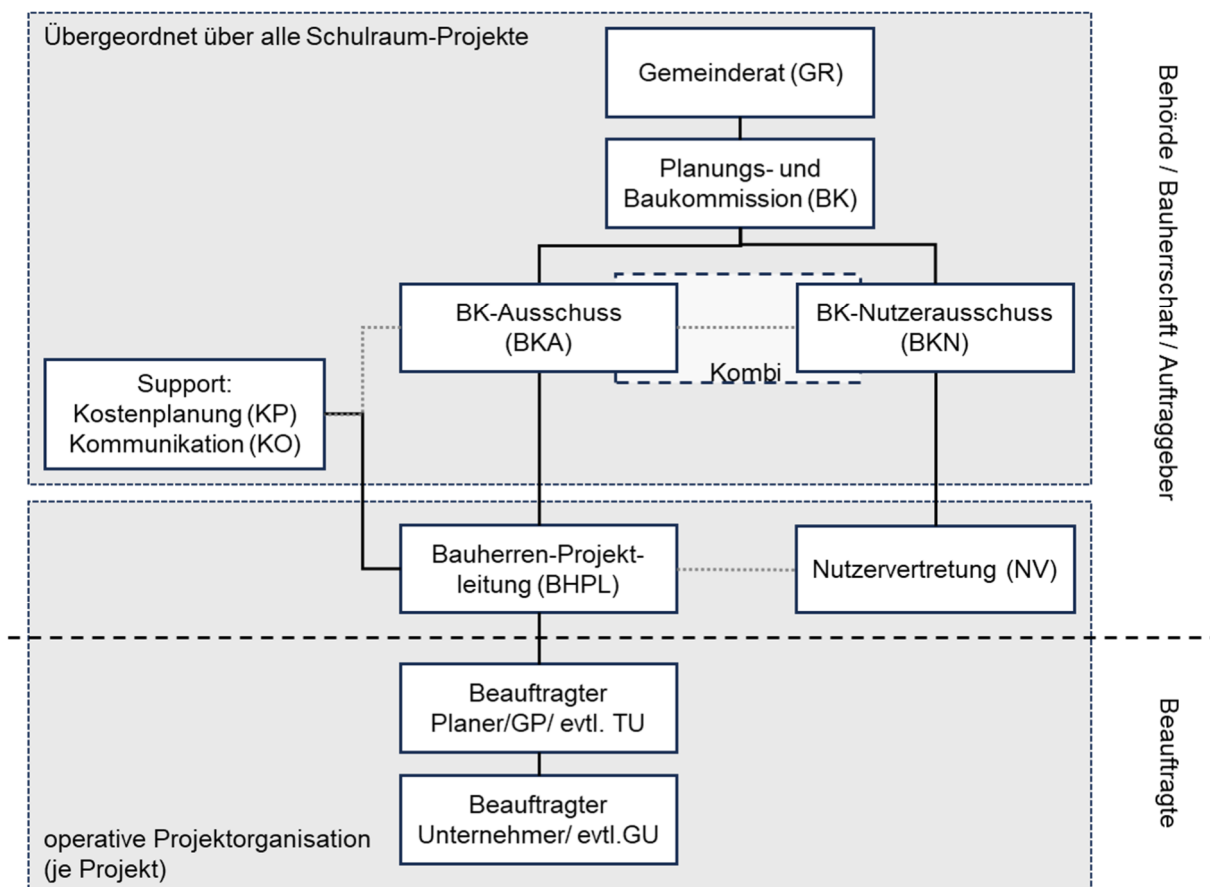 Übergeordnet über alle Schulraum-Projekte
Gemeinderat (GR)
Planungs- und
Baukommission (BK)
BK-Ausschuss
(BKA)
BK-Nutzerausschuss
(BKN)
Kombi
Support:
Kostenplanung (KP)
Kommunikation (KO)
Bauherren-Projekt-
leitung (BHPL)
Nutzervertretung (NV)
Beauftragter
Planer/GP/ evtl. TU
Beauftragter
Unternehmer/ evtl.GU
operative Projektorganisation
(je Projekt)
Behörde / Bauherrschaft / Auftraggeber
Beauftragte